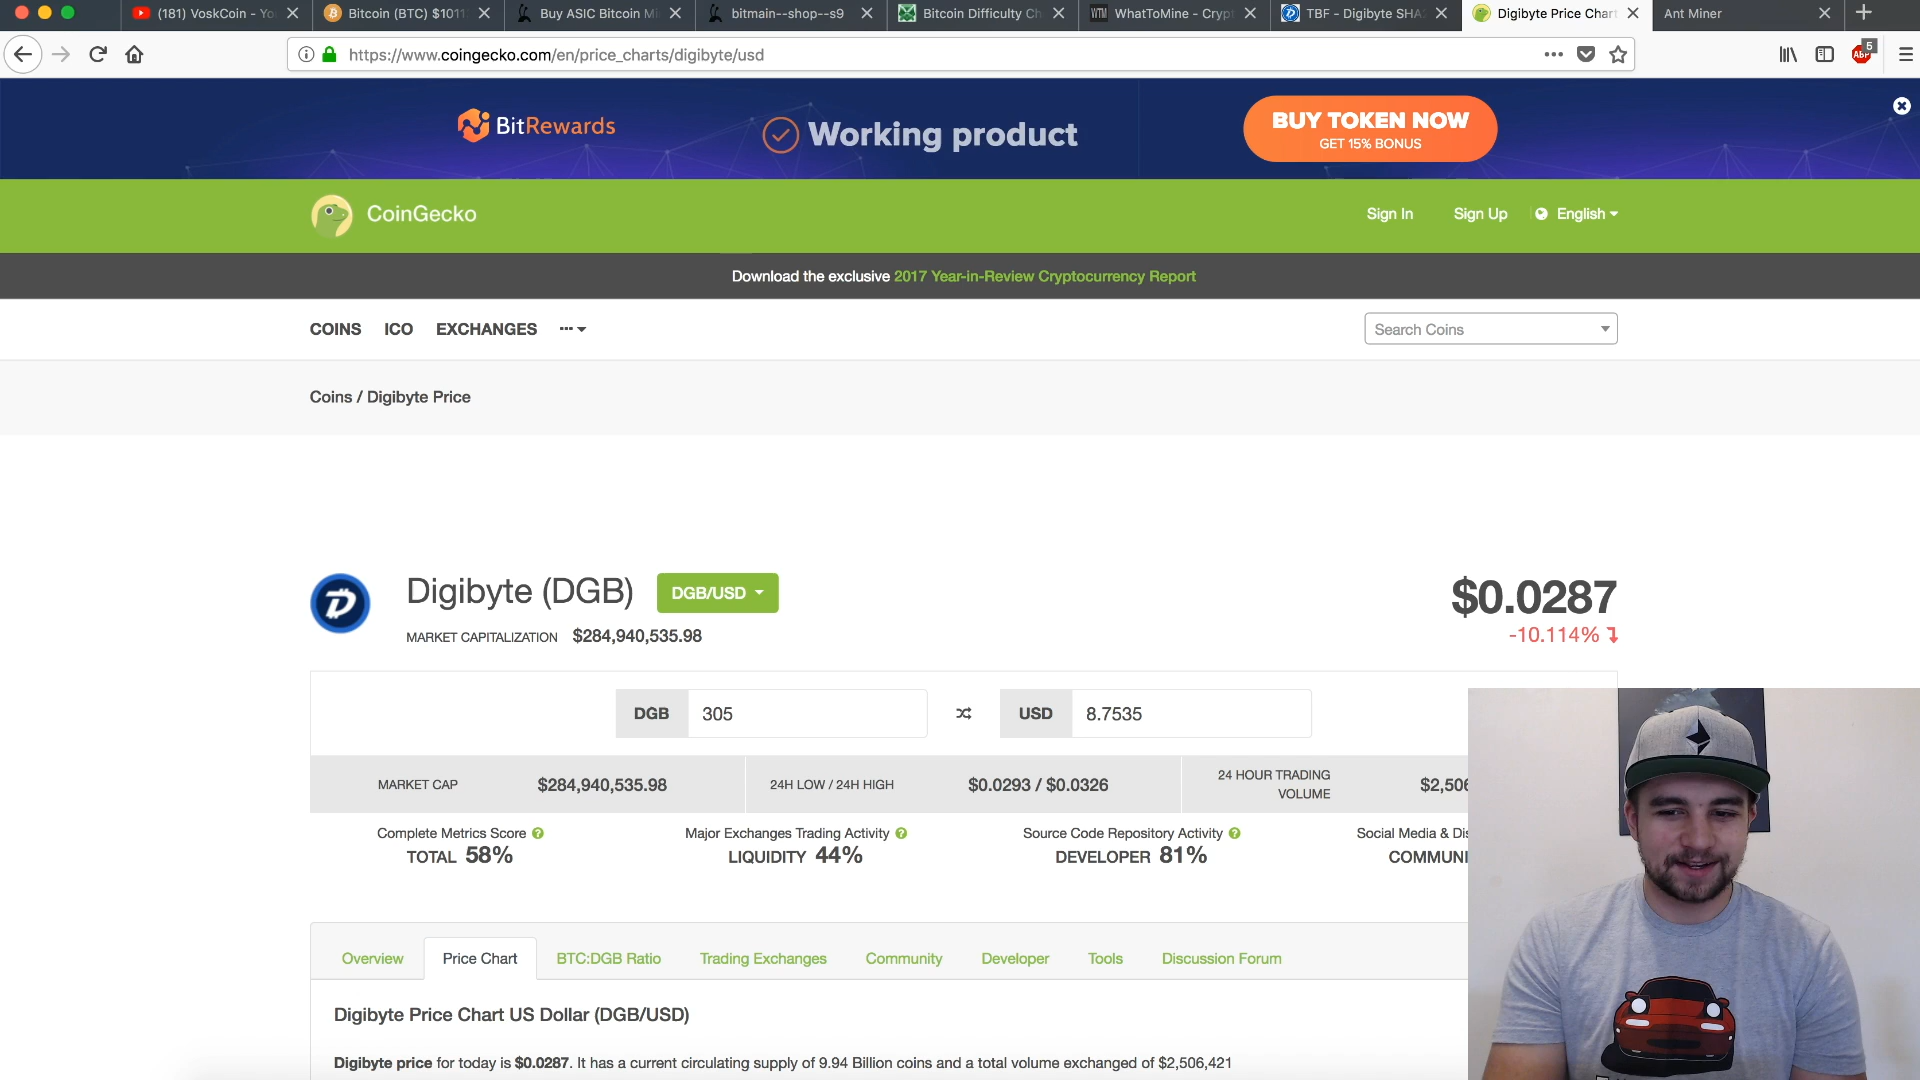 (181) VoskCoin - Yo
Bitcoin (BTC) $1011
Buy ASIC Bitcoin Mi
bitmain--shop--s9
Bitcoin Difficulty Ch
WhatToMine - Crypt
TBF - Digibyte SHA
Digibyte Price Chart
Ant Miner
https://www.coingecko.com/en/price_charts/digibyte/usd
ABP
5
BitRewards
Working product
BUY TOKEN NOW
GET 15% BONUS
CoinGecko
Sign In
Sign Up
English
Download the exclusive 2017 Year-in-Review Cryptocurrency Report
COINS
ICO
EXCHANGES
Search Coins
Coins / Digibyte Price
Digibyte (DGB)
DGB/USD
$0.0287
MARKET CAPITALIZATION $284,940,535.98
-10.114%
DGB
305
USD
8.7535
MARKET CAP
$284,940,535.98
24H LOW / 24H HIGH
$0.0293 / $0.0326
24 HOUR TRADING
VOLUME
$2,506
Complete Metrics Score
TOTAL 58%
Major Exchanges Trading Activity
LIQUIDITY 44%
Source Code Repository Activity
DEVELOPER 81%
Social Media & Dis
COMMUNI
Overview
Price Chart
BTC:DGB Ratio
Trading Exchanges
Community
Developer
Tools
Discussion Forum
Digibyte Price Chart US Dollar (DGB/USD)
Digibyte price for today is $0.0287. It has a current circulating supply of 9.94 Billion coins and a total volume exchanged of $2,506,421